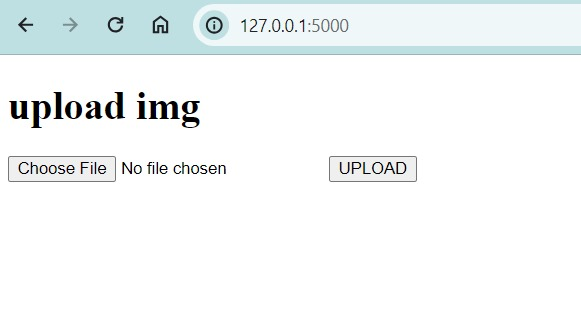 127.0.0.1:5000
upload img
Choose File No file chosen UPLOAD